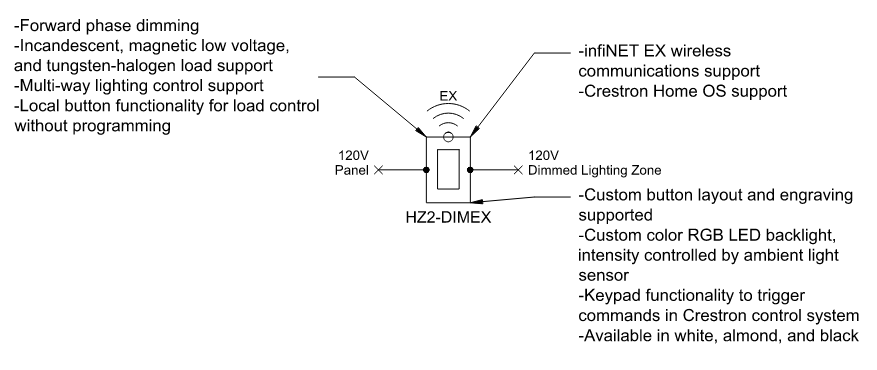 -Forward phase dimming
-Incandescent, magnetic low voltage,
and tungsten-halogen load support
-Multi-way lighting control support
-Local button functionality for load control
without programming
-infiNET EX wireless
communications support
-Crestron Home OS support
EX
120V
Panel
120V
Dimmed Lighting Zone
HZ2-DIMEX
-Custom button layout and engraving
supported
-Custom color RGB LED backlight,
intensity controlled by ambient light
sensor
-Keypad functionality to trigger
commands in Crestron control system
-Available in white, almond, and black